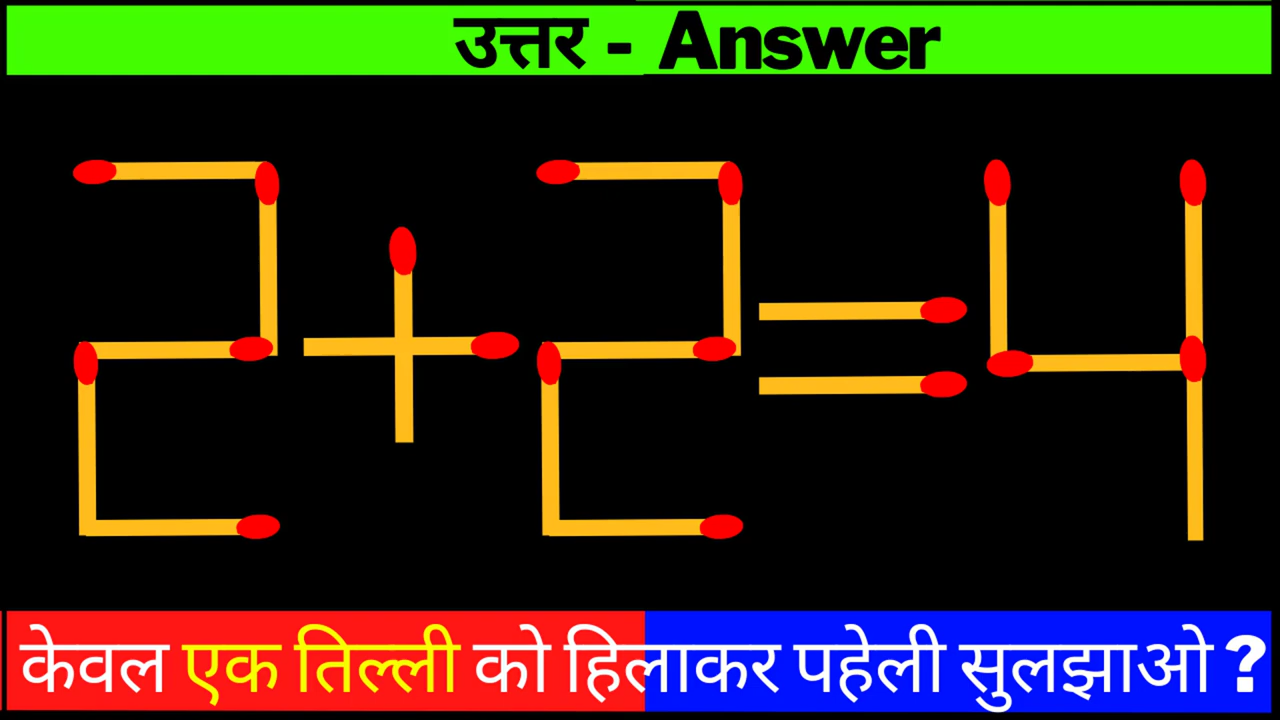 उत्तर - Answer
2+2=4
केवल एक तिल्ली को हिलाकर पहेली सुलझाओ ?